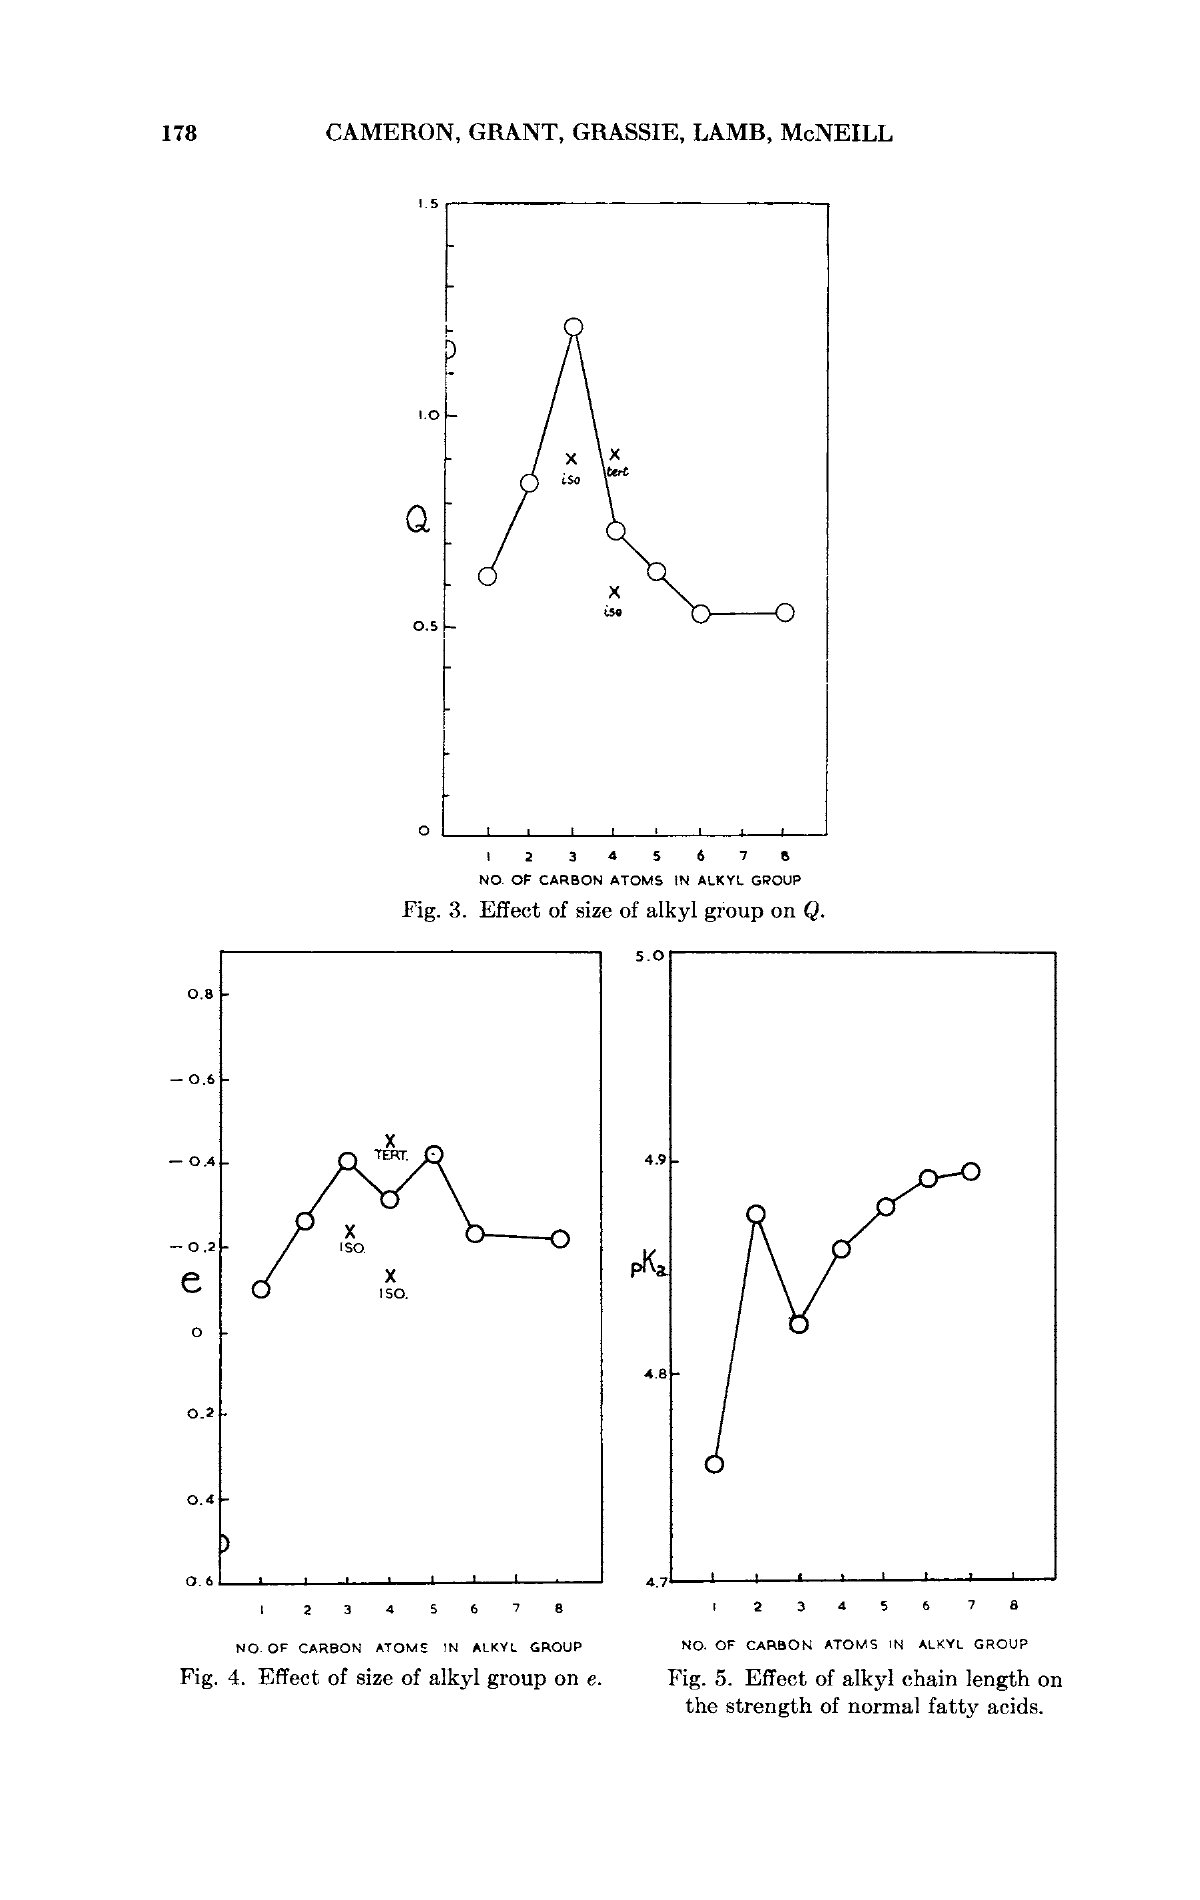 178 CAMERON, GRANT, GRASSIE, LAMB, McNEILL
1.5
1.0
Q
0.5
0
x
iso
x
tert
x
iso
1 2 3 4 5 6 7 8
NO. OF CARBON ATOMS IN ALKYL GROUP
Fig. 3. Effect of size of alkyl group on Q.
0.8
— 0.6
— 0.4
— 0.2
e
0
0.2
0.4
0.6
X
TERT.
X
ISO.
X
ISO.
1 2 3 4 5 6 7 8
NO. OF CARBON ATOMS IN ALKYL GROUP
Fig. 4. Effect of size of alkyl group on e.
5.0
4.9
pKa
4.8
4.7
1 2 3 4 5 6 7 8
NO. OF CARBON ATOMS IN ALKYL GROUP
Fig. 5. Effect of alkyl chain length on
the strength of normal fatty acids.